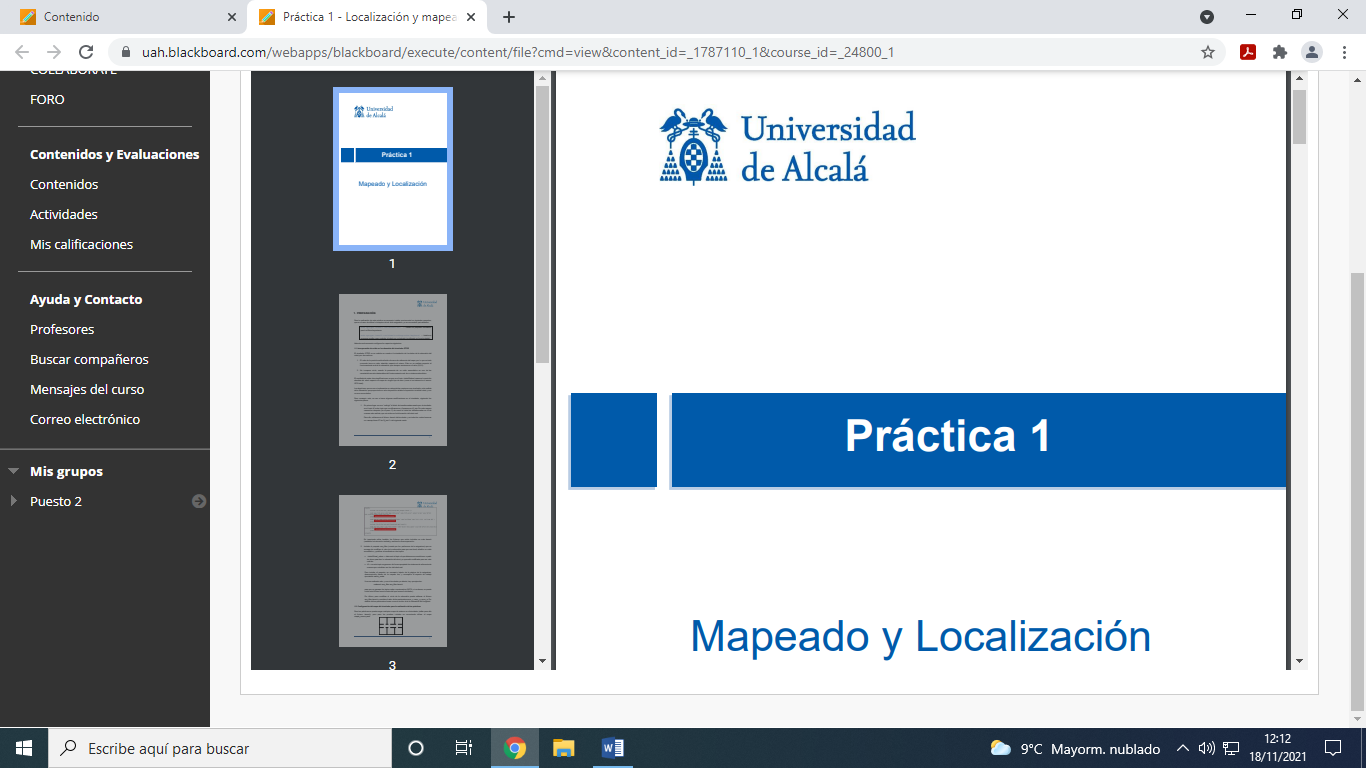 Contenido
Práctica 1 - Localización y mapea
uah.blackboard.com/webapps/blackboard/execute/content/file?cmd=view&content_id=_1787110_1&course_id=_24800_1
COLLABORATE
FORO
Contenidos y Evaluaciones
Contenidos
Actividades
Mis calificaciones
Ayuda y Contacto
Profesores
Buscar compañeros
Mensajes del curso
Correo electrónico
Mis grupos
Puesto 2
Universidad
de Alcalá
Práctica 1
Mapeado y Localización
1
2
3
Universidad
de Alcalá
Práctica 1
Mapeado y Localización
Escribe aquí para buscar
9°C Mayorm. nublado
12:12
18/11/2021